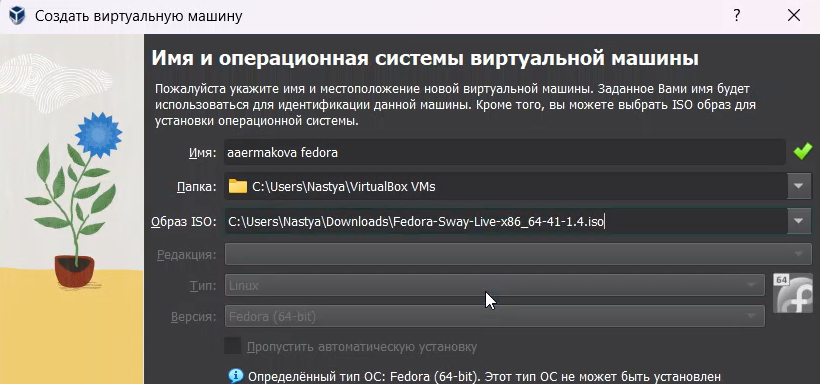 Создать виртуальную машину
?
Имя и операционная системы виртуальной машины
Пожалуйста укажите имя и местоположение новой виртуальной машины. Заданное Вами имя будет
использоваться для идентификации данной машины. Кроме того, вы можете выбрать ISO образ для
установки операционной системы.
Имя: aaermakova fedora
Папка: C:\Users\Nastya\VirtualBox VMs
Образ ISO: C:\Users\Nastya\Downloads\Fedora-Sway-Live-x86_64-41-1.4.iso
Редакция:
Тип: Linux
64
Версия: Fedora (64-bit)
Пропустить автоматическую установку
Определённый тип ОС: Fedora (64-bit). Этот тип ОС не может быть установлен